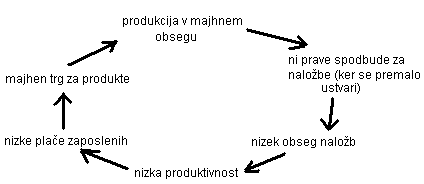 produkcija v majhnem
obsegu
ni prave spodbude za
naložbe (ker se premalo
ustvari)
nizek obseg naložb
nizka produktivnost
nizke plače zaposlenih
majhen trg za produkte